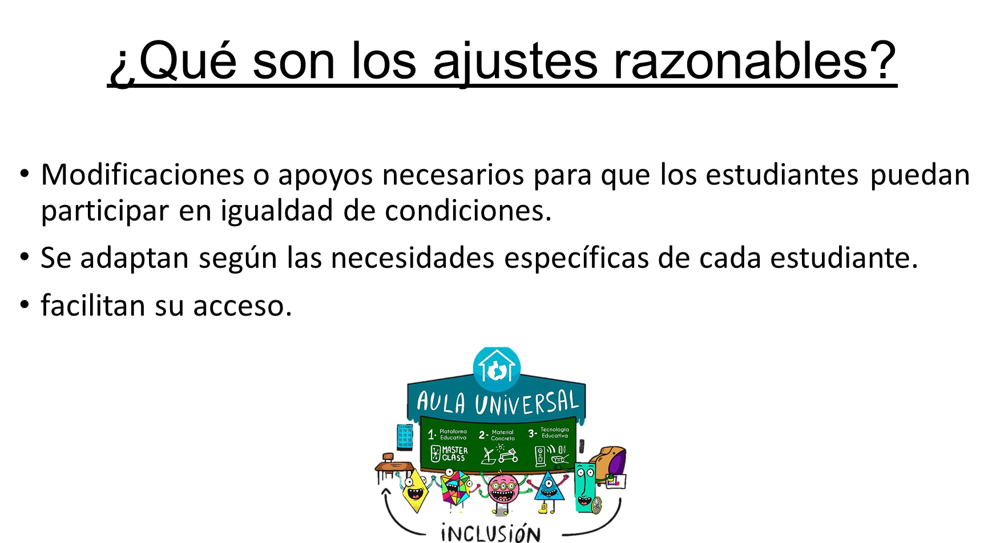 ¿Qué son los ajustes razonables?
• Modificaciones o apoyos necesarios para que los estudiantes puedan
participar en igualdad de condiciones.
• Se adaptan según las necesidades específicas de cada estudiante.
• facilitan su acceso.
AULA UNiVERSAL
1. Plataforma Educativa
2- Material Concreto
3- Tecnología Educativa
MASTER
CLASS
iNCLUSiÓN